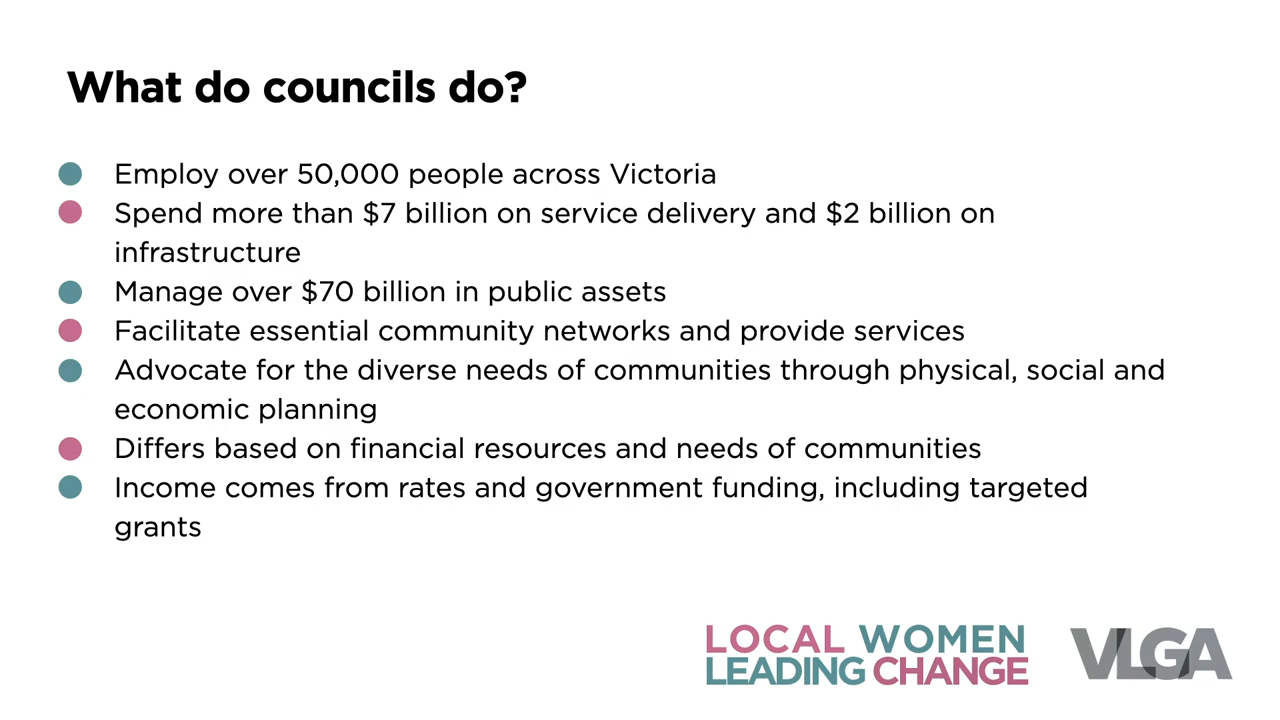 What do councils do?
Employ over 50,000 people across Victoria
Spend more than $7 billion on service delivery and $2 billion on
infrastructure
Manage over $70 billion in public assets
Facilitate essential community networks and provide services
Advocate for the diverse needs of communities through physical, social and
economic planning
Differs based on financial resources and needs of communities
Income comes from rates and government funding, including targeted
grants
LOCAL WOMEN
LEADING CHANGE
VLGA